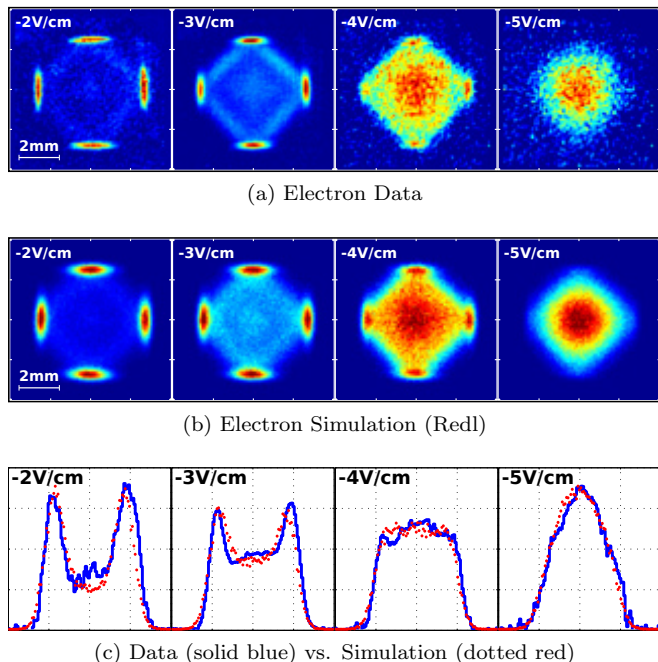 -2V/cm -3V/cm -4V/cm -5V/cm
2mm
(a) Electron Data
-2V/cm -3V/cm -4V/cm -5V/cm
2mm
(b) Electron Simulation (Redl)
-2V/cm -3V/cm -4V/cm -5V/cm
(c) Data (solid blue) vs. Simulation (dotted red)